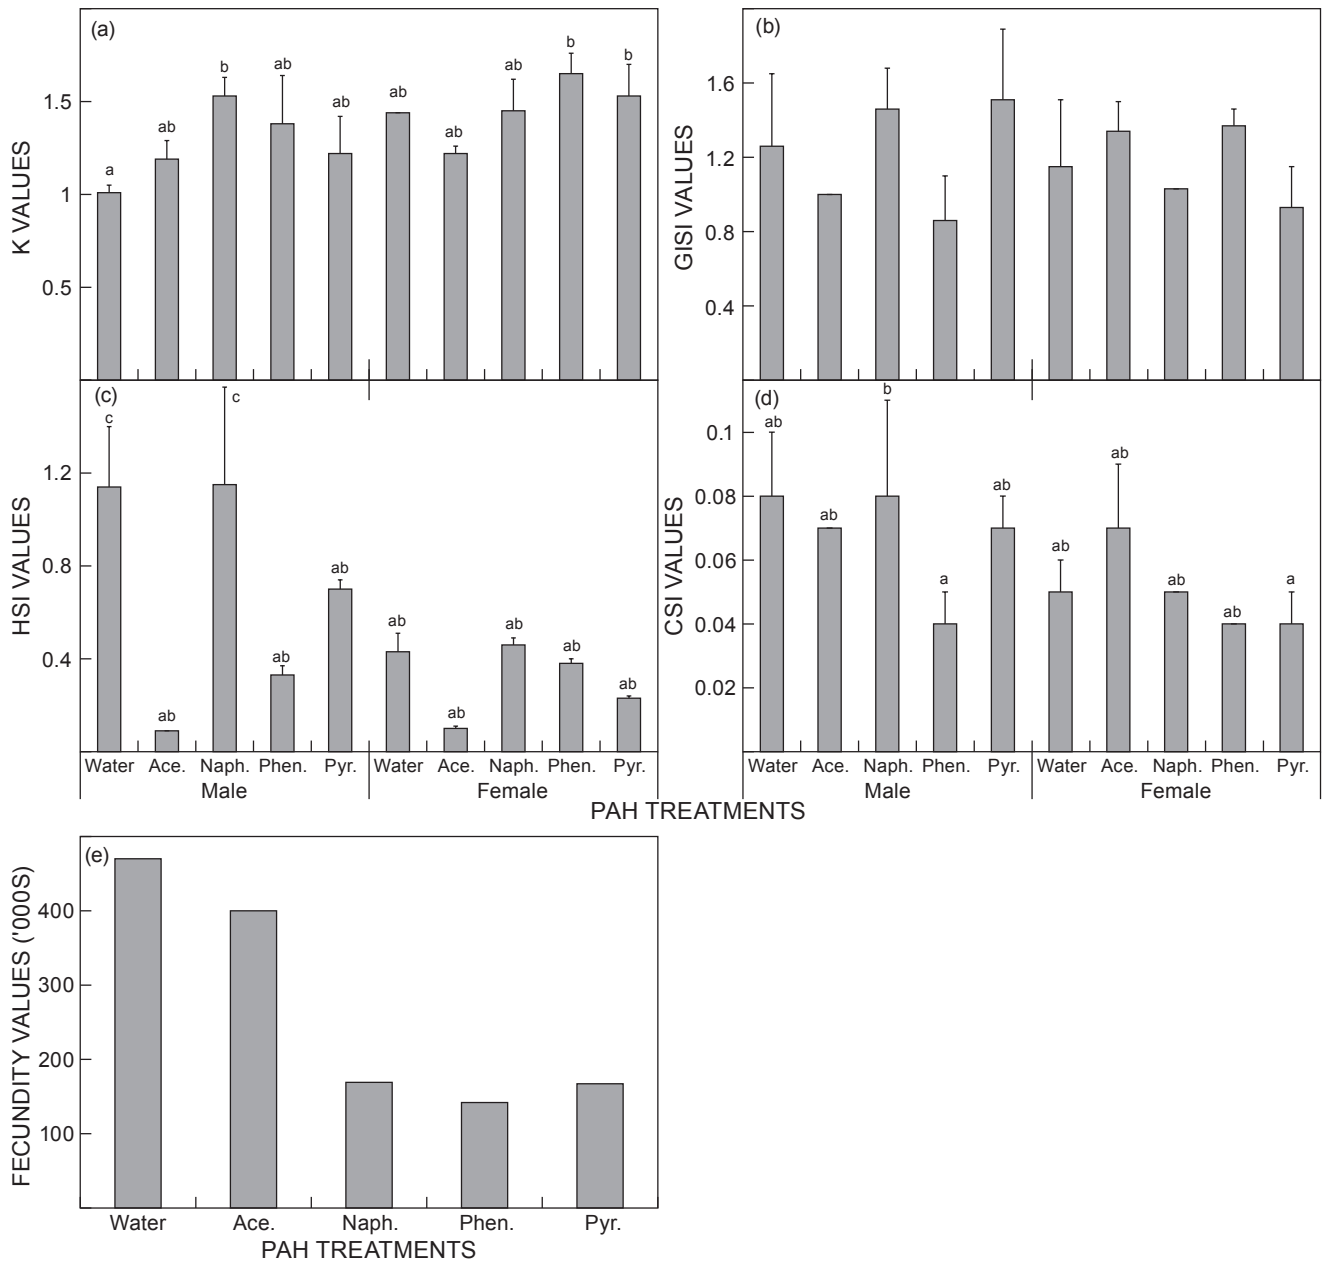 (a)
K VALUES
1.5
1
0.5
a
ab
b
ab
ab
ab
ab
ab
b
b
(b)
GISI VALUES
1.6
1.2
0.8
0.4
(c)
HSI VALUES
1.2
0.8
0.4
c
ab
c
ab
ab
ab
ab
ab
ab
ab
Water Ace. Naph. Phen. Pyr. Water Ace. Naph. Phen. Pyr.
Male Female
(d)
CSI VALUES
0.1
0.08
0.06
0.04
0.02
ab
ab
b
a
ab
ab
ab
ab
ab
a
Water Ace. Naph. Phen. Pyr. Water Ace. Naph. Phen. Pyr.
Male Female
PAH TREATMENTS
(e)
FECUNDITY VALUES ('000S)
400
300
200
100
Water Ace. Naph. Phen. Pyr.
PAH TREATMENTS